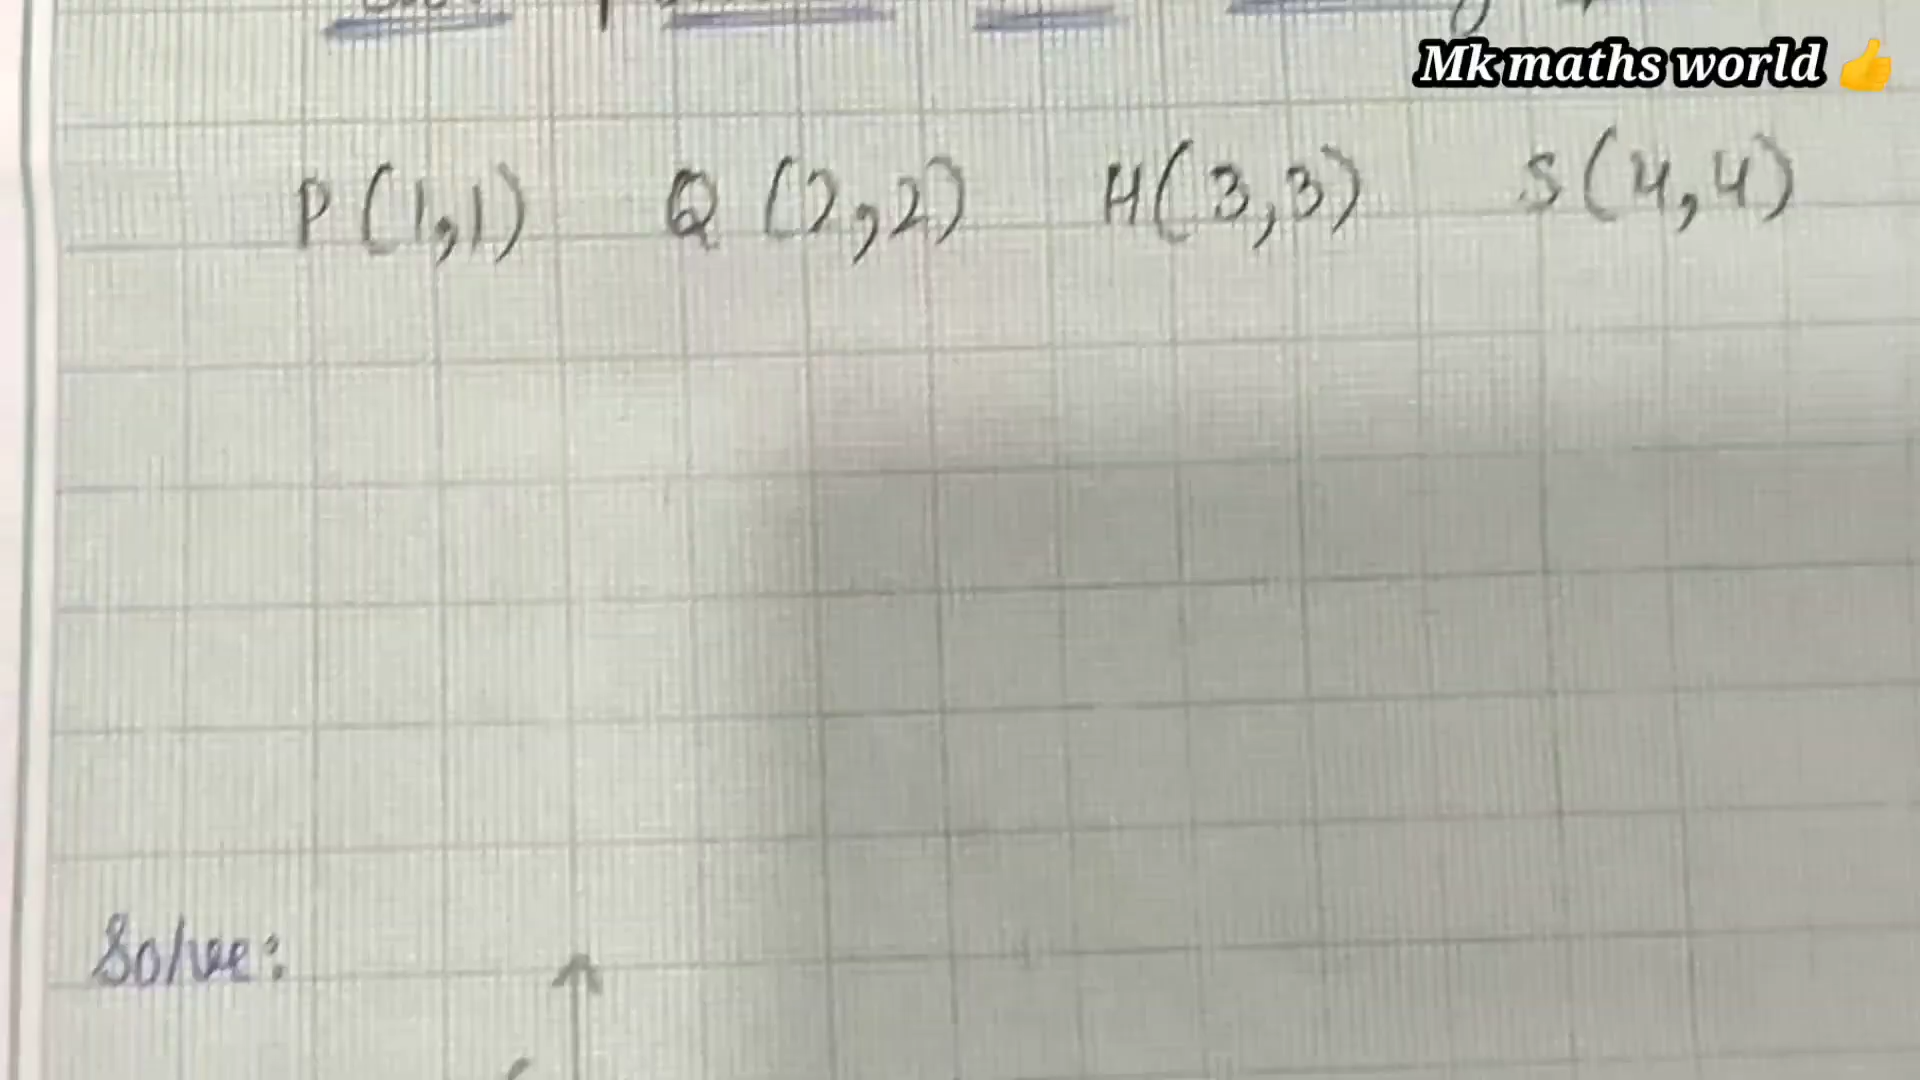 Mk maths world 👍
P (1,1) Q (2,2) H(3,3) S(4,4)
Solve: